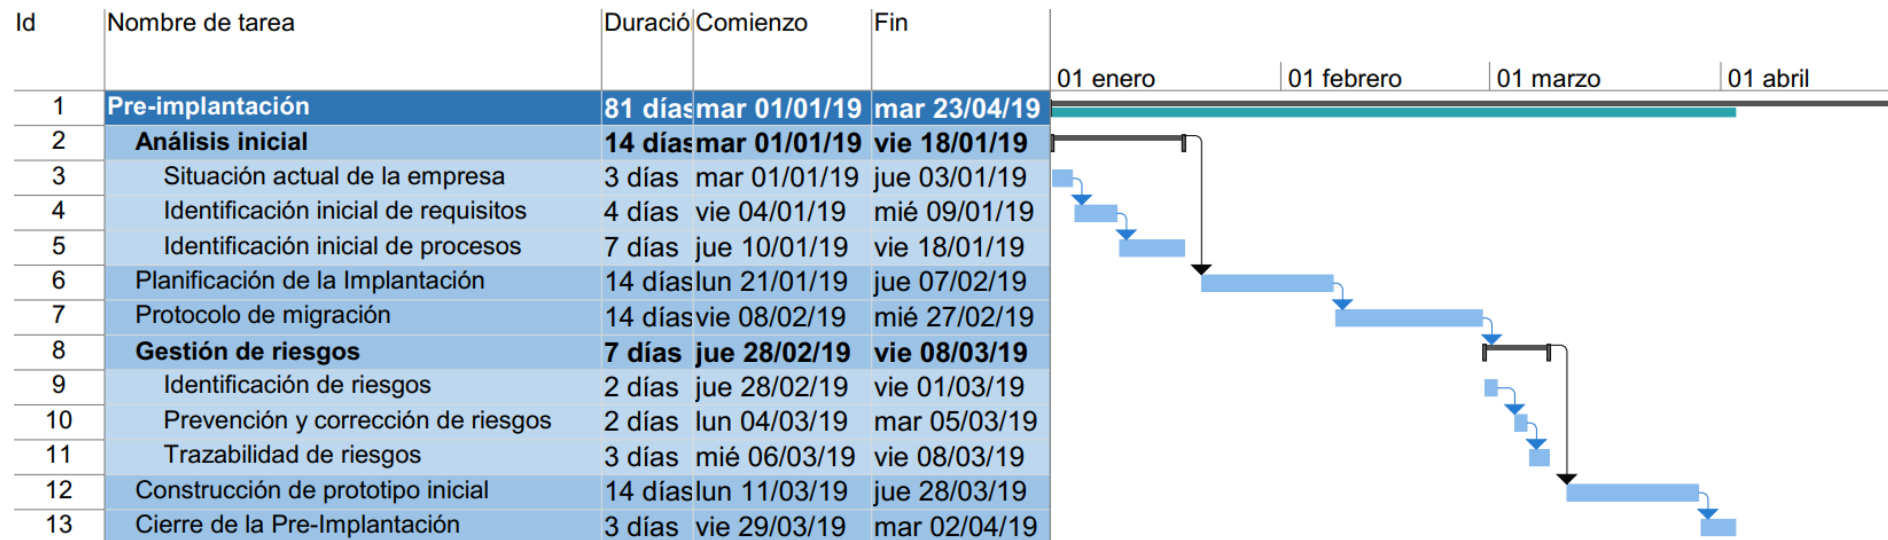 Id Nombre de tarea Duració Comienzo Fin
01 enero 01 febrero 01 marzo 01 abril
1 Pre-implantación 81 días mar 01/01/19 mar 23/04/19
2 Análisis inicial 14 días mar 01/01/19 vie 18/01/19
3 Situación actual de la empresa 3 días mar 01/01/19 jue 03/01/19
4 Identificación inicial de requisitos 4 días vie 04/01/19 mié 09/01/19
5 Identificación inicial de procesos 7 días jue 10/01/19 vie 18/01/19
6 Planificación de la Implantación 14 días lun 21/01/19 jue 07/02/19
7 Protocolo de migración 14 días vie 08/02/19 mié 27/02/19
8 Gestión de riesgos 7 días jue 28/02/19 vie 08/03/19
9 Identificación de riesgos 2 días jue 28/02/19 vie 01/03/19
10 Prevención y corrección de riesgos 2 días lun 04/03/19 mar 05/03/19
11 Trazabilidad de riesgos 3 días mié 06/03/19 vie 08/03/19
12 Construcción de prototipo inicial 14 días lun 11/03/19 jue 28/03/19
13 Cierre de la Pre-Implantación 3 días vie 29/03/19 mar 02/04/19